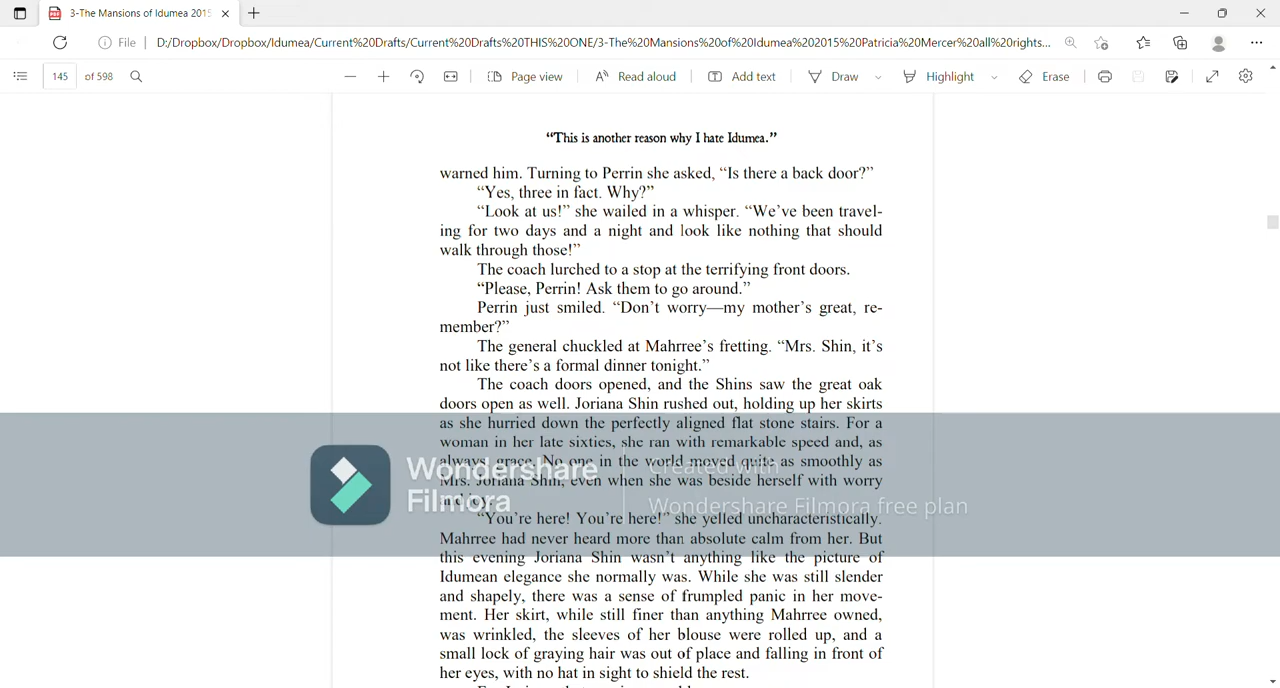 3-The Mansions of Idumea 2015
File
D:/Dropbox/Dropbox/Idumea/Current%20Drafts/Current%20Drafts%20THIS%20ONE/3-The%20Mansions%20of%20Idumea%202015%20Patricia%20Mercer%20all%20rights...
145 of 598
Page view
Read aloud
Add text
Draw
Highlight
Erase
“This is another reason why I hate Idumea.”
warned him. Turning to Perrin she asked, “Is there a back door?”
“Yes, three in fact. Why?”
“Look at us!” she wailed in a whisper. “We’ve been travel-
ing for two days and a night and look like nothing that should
walk through those!”
The coach lurched to a stop at the terrifying front doors.
“Please, Perrin! Ask them to go around.”
Perrin just smiled. “Don’t worry—my mother’s great, re-
member?”
The general chuckled at Mahrree’s fretting. “Mrs. Shin, it’s
not like there’s a formal dinner tonight.”
The coach doors opened, and the Shins saw the great oak
doors open as well. Joriana Shin rushed out, holding up her skirts
as she hurried down the perfectly aligned flat stone stairs. For a
woman in her late sixties, she ran with remarkable speed and, as
always, grace. No one in the world moved quite as smoothly as
Mrs. Joriana Shin, even when she was beside herself with worry
and joy.
Wondershare
Filmora
Created with
Wondershare Filmora free plan
“You’re here! You’re here!” she yelled uncharacteristically.
Mahrree had never heard more than absolute calm from her. But
this evening Joriana Shin wasn’t anything like the picture of
Idumean elegance she normally was. While she was still slender
and shapely, there was a sense of frumpled panic in her move-
ment. Her skirt, while still finer than anything Mahrree owned,
was wrinkled, the sleeves of her blouse were rolled up, and a
small lock of graying hair was out of place and falling in front of
her eyes, with no hat in sight to shield the rest.